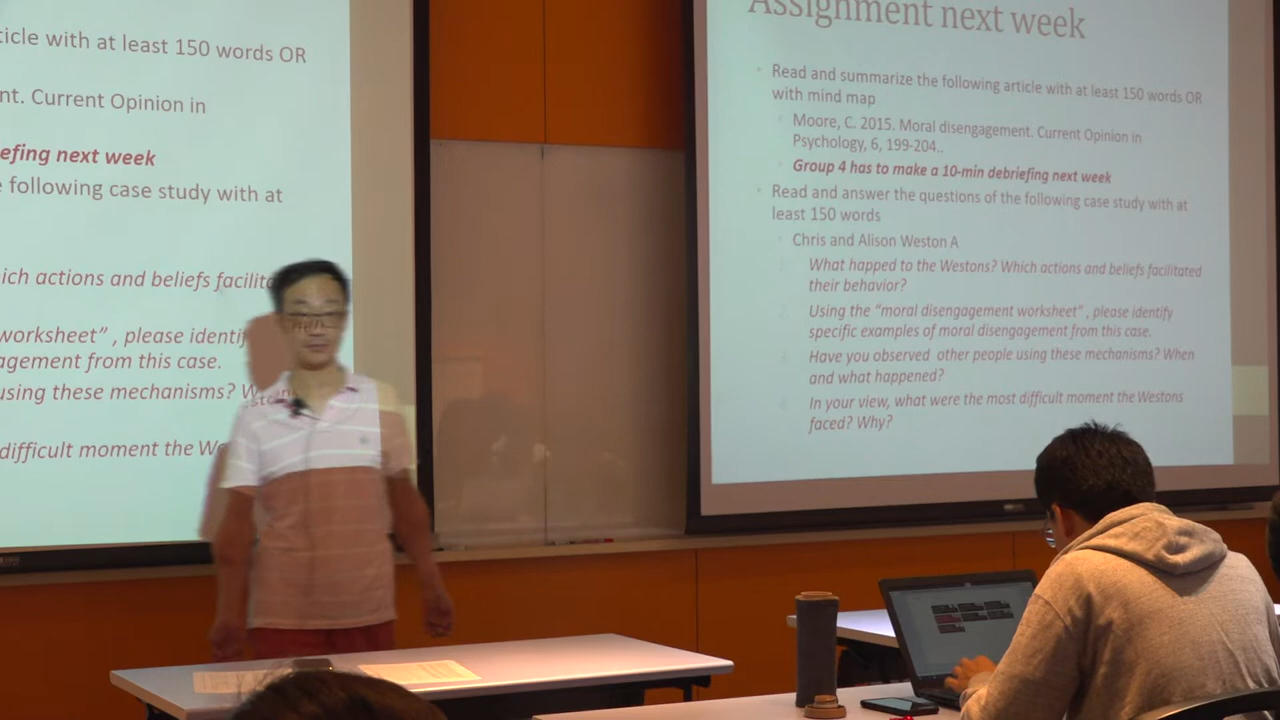 ticle with at least 150 words OR
nt. Current Opinion in
efing next week
e following case study with at
ich actions and beliefs facilita
worksheet” , please identify
agement from this case.
using these mechanisms?
difficult moment the We
Assignment next week
Read and summarize the following article with at least 150 words OR
with mind map
Moore, C. 2015. Moral disengagement. Current Opinion in
Psychology, 6, 199-204..
Group 4 has to make a 10-min debriefing next week
Read and answer the questions of the following case study with at
least 150 words
Chris and Alison Weston A
What happed to the Westons? Which actions and beliefs facilitated
their behavior?
Using the “moral disengagement worksheet” , please identify
specific examples of moral disengagement from this case.
Have you observed other people using these mechanisms? When
and what happened?
In your view, what were the most difficult moment the Westons
faced? Why?